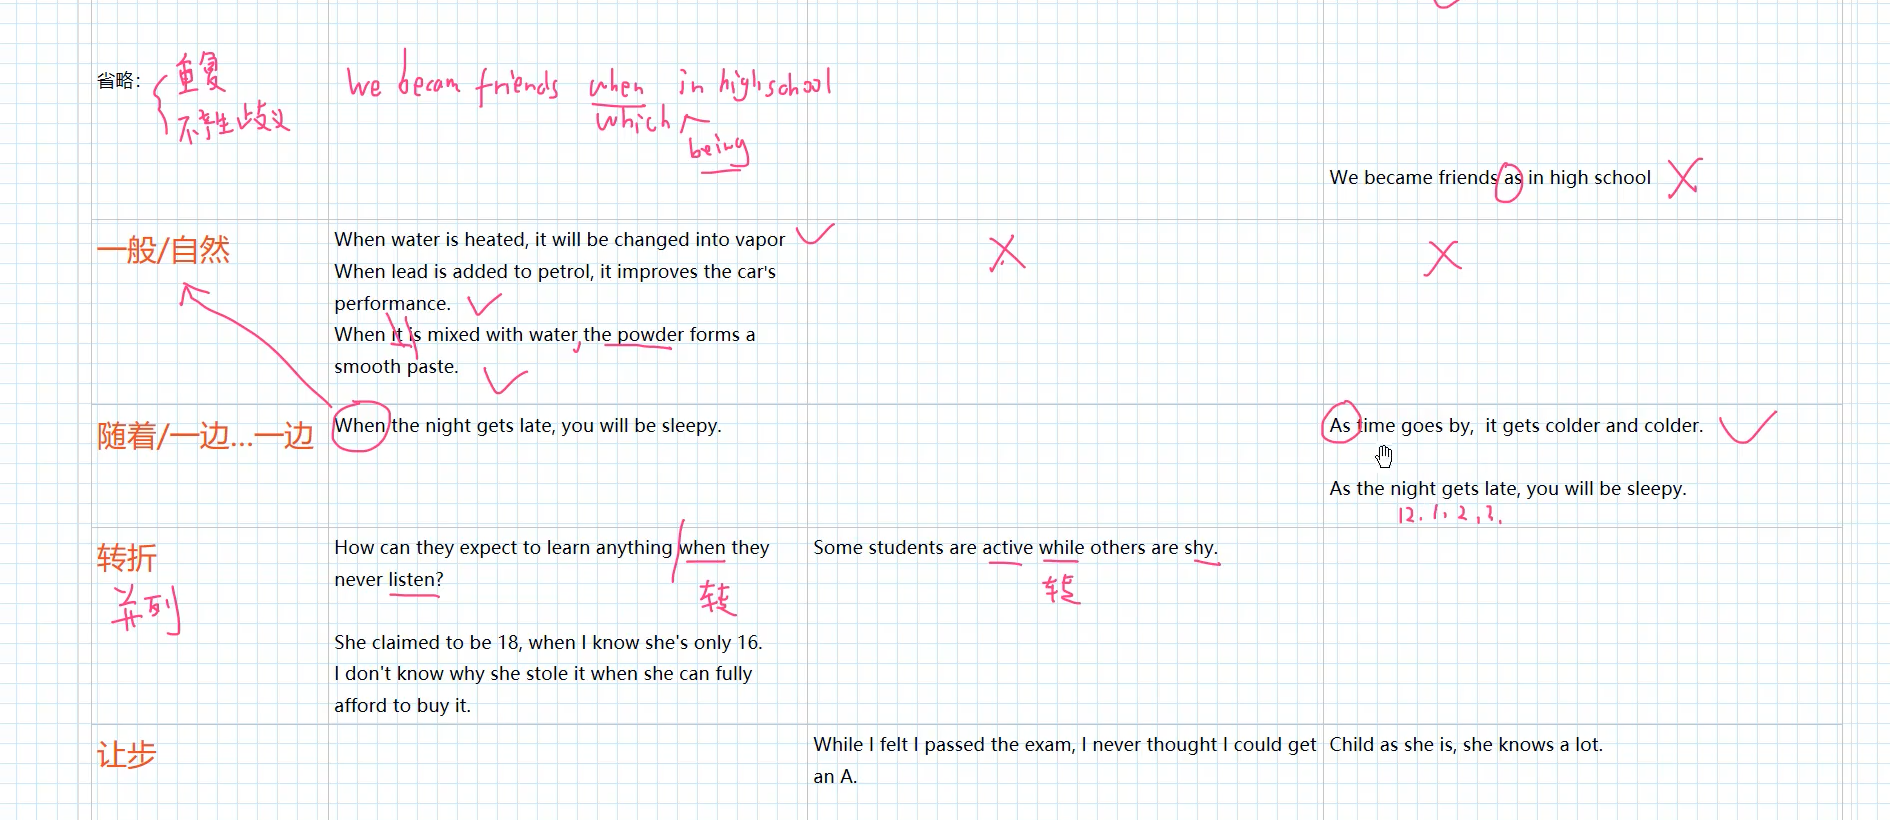 省略：
重复
不产生歧义
We becam friends when in high school
which
being
We became friends as in high school
一般/自然
When water is heated, it will be changed into vapor
When lead is added to petrol, it improves the car's
performance.
When it is mixed with water, the powder forms a
smooth paste.
随着/一边...一边
When the night gets late, you will be sleepy.
As time goes by,  it gets colder and colder.
As the night gets late, you will be sleepy.
12. 1, 2, 3.
转折
并列
How can they expect to learn anything when they
never listen?
转
Some students are active while others are shy.
转
She claimed to be 18, when I know she's only 16.
I don't know why she stole it when she can fully
afford to buy it.
让步
While I felt I passed the exam, I never thought I could get
an A.
Child as she is, she knows a lot.